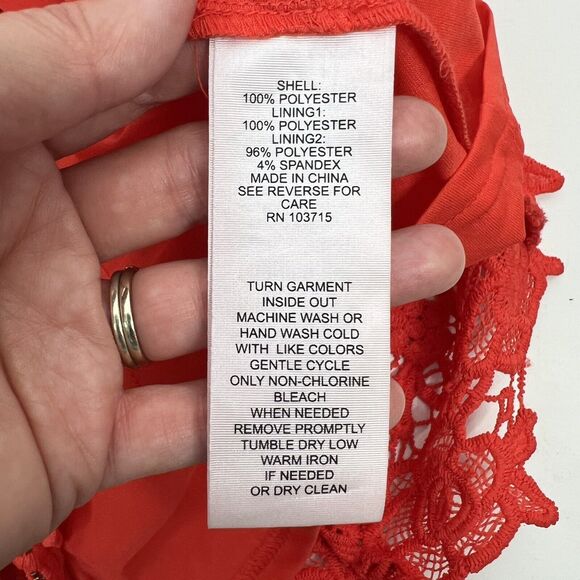 SHELL:
100% POLYESTER
LINING1:
100% POLYESTER
LINING2:
96% POLYESTER
4% SPANDEX
MADE IN CHINA
SEE REVERSE FOR
CARE
RN 103715
TURN GARMENT
INSIDE OUT
MACHINE WASH OR
HAND WASH COLD
WITH LIKE COLORS
GENTLE CYCLE
ONLY NON-CHLORINE
BLEACH
WHEN NEEDED
REMOVE PROMPTLY
TUMBLE DRY LOW
WARM IRON
IF NEEDED
OR DRY CLEAN